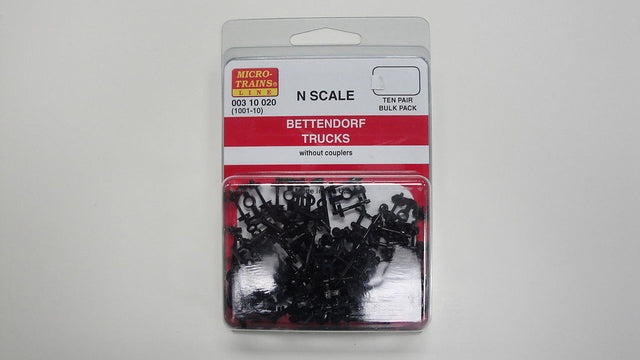 MICRO-
TRAINS®
LINE
003 10 020
(1001-10)
N SCALE
TEN PAIR
BULK PACK
BETTENDORF
TRUCKS
without couplers